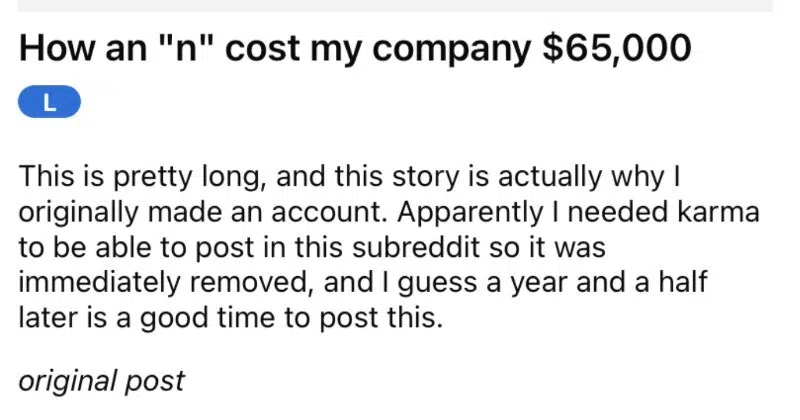 How an "n" cost my company $65,000
L
This is pretty long, and this story is actually why I
originally made an account. Apparently I needed karma
to be able to post in this subreddit so it was
immediately removed, and I guess a year and a half
later is a good time to post this.
original post